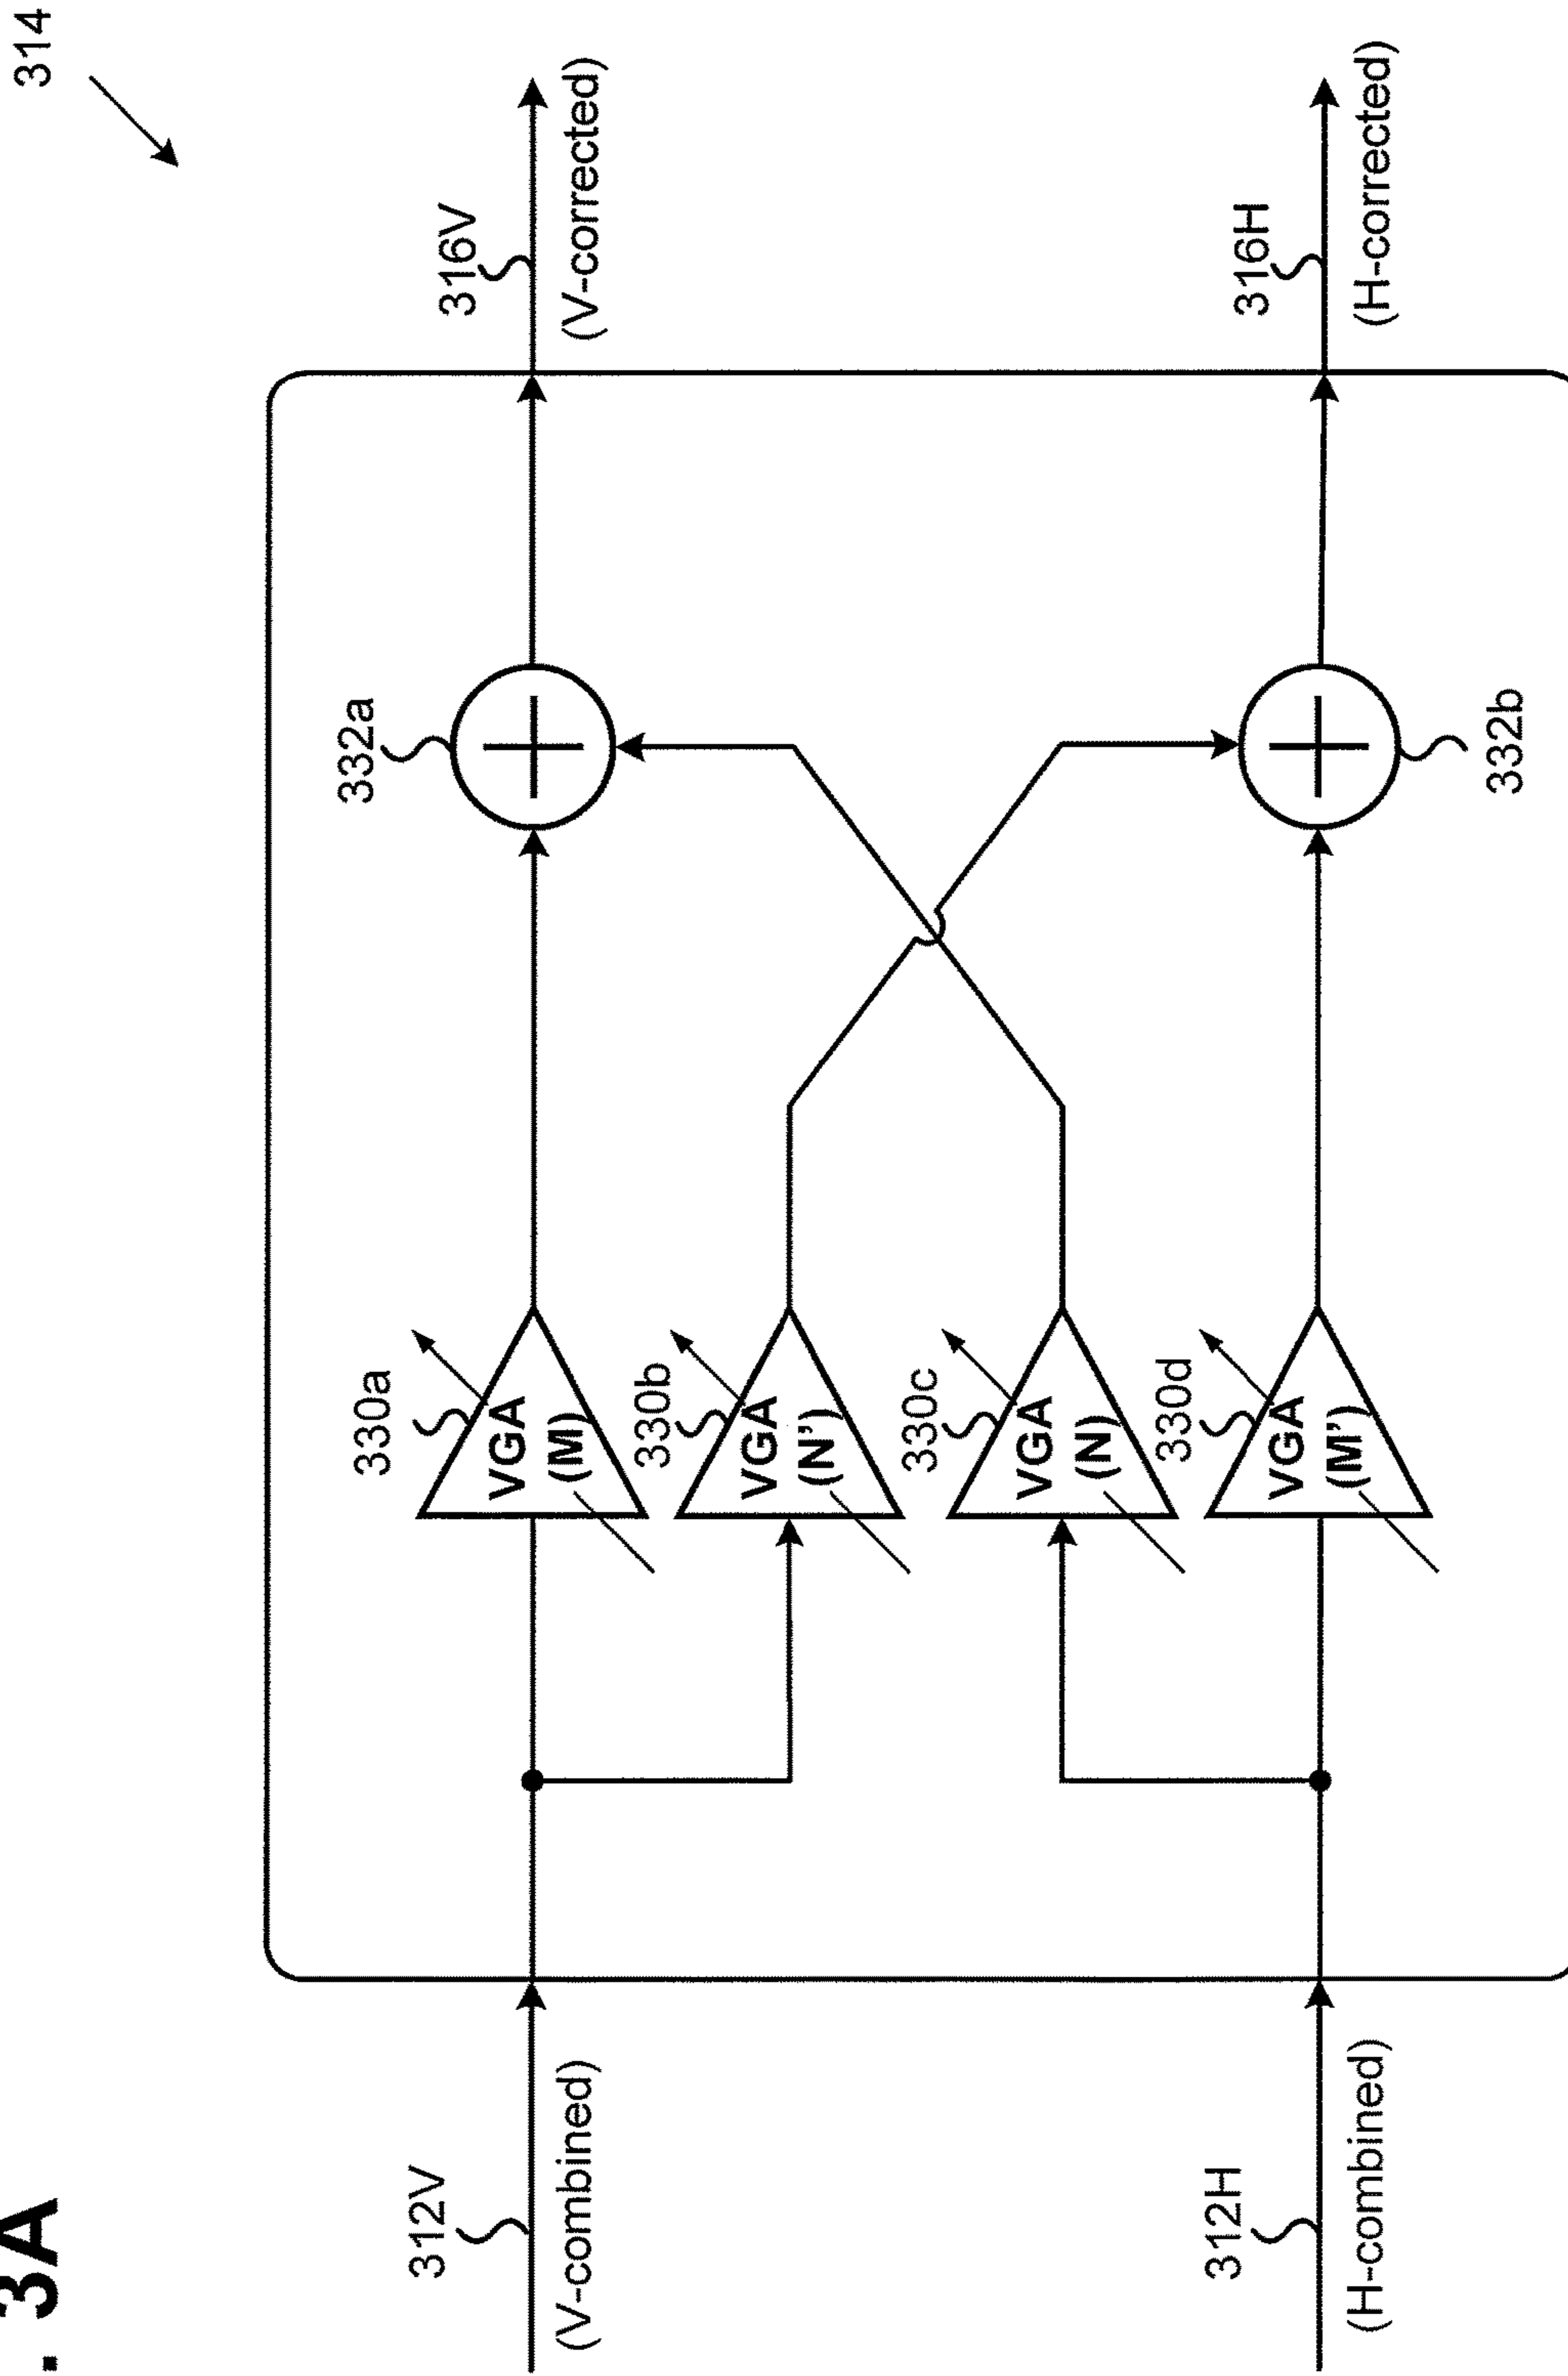 . 3A
314
312V
(V-combined)
330a
VGA
(M)
332a
316V
(V-corrected)
330b
VGA
(N')
330c
VGA
(N)
312H
(H-combined)
330d
VGA
(M')
332b
316H
(H-corrected)